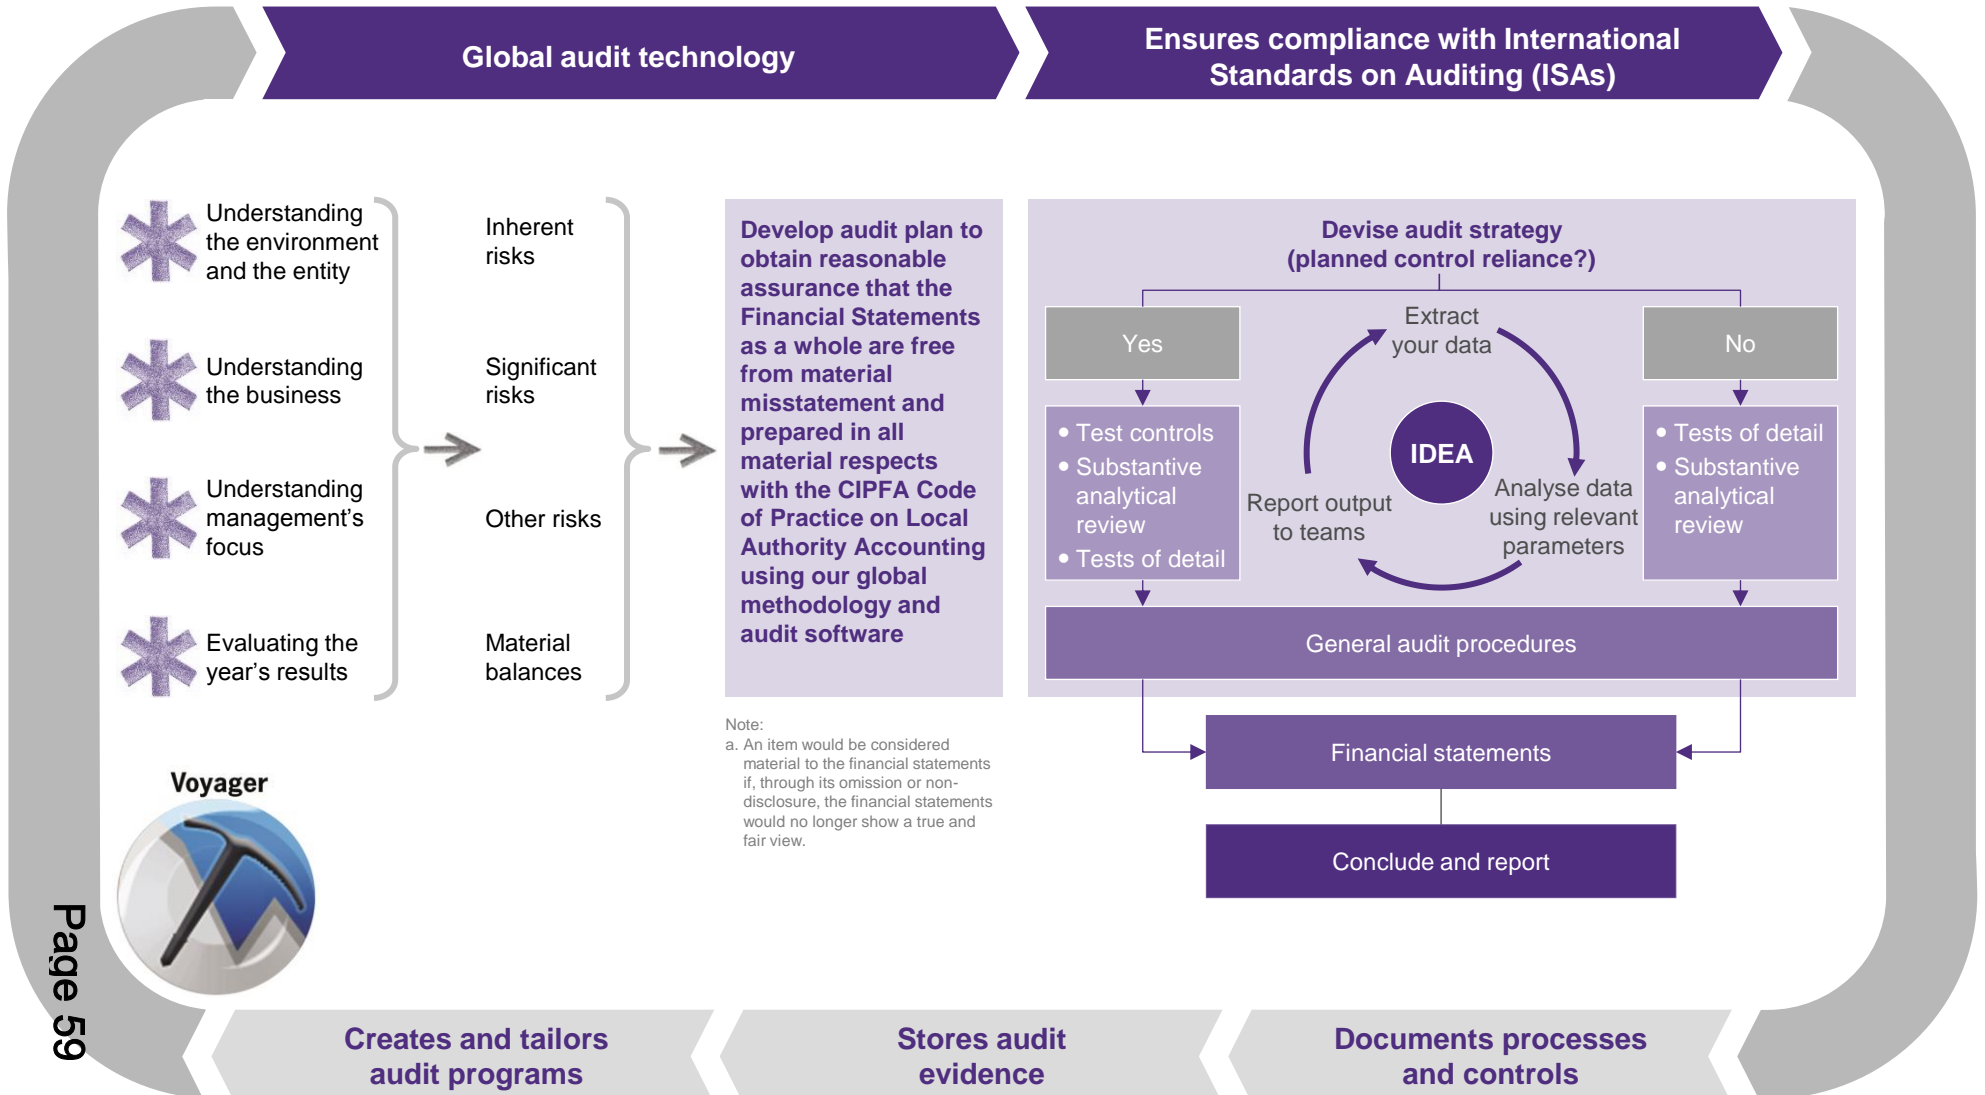 Global audit technology
Ensures compliance with International
Standards on Auditing (ISAs)
Understanding
the environment
and the entity
Understanding
the business
Understanding
management’s
focus
Evaluating the
year’s results
Inherent
risks
Significant
risks
Other risks
Material
balances
Develop audit plan to
obtain reasonable
assurance that the
Financial Statements
as a whole are free
from material
misstatement and
prepared in all
material respects
with the CIPFA Code
of Practice on Local
Authority Accounting
using our global
methodology and
audit software
Note:
a. An item would be considered
material to the financial statements
if, through its omission or non-
disclosure, the financial statements
would no longer show a true and
fair view.
Devise audit strategy
(planned control reliance?)
Yes
• Test controls
• Substantive
analytical
review
• Tests of detail
Extract
your data
IDEA
Analyse data
using relevant
parameters
Report output
to teams
No
• Tests of detail
• Substantive
analytical
review
General audit procedures
Financial statements
Conclude and report
Voyager
Page 59
Creates and tailors
audit programs
Stores audit
evidence
Documents processes
and controls